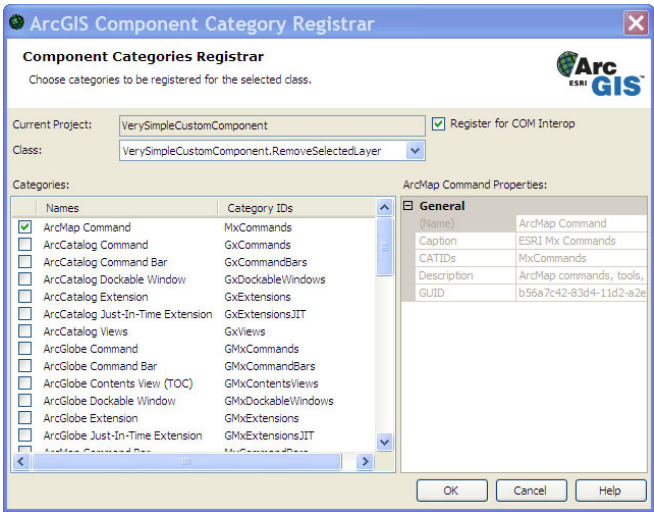 ArcGIS Component Category Registrar
Component Categories Registrar
Choose categories to be registered for the selected class.
Arc
ESRI GIS™
Current Project: VerySimpleCustomComponent
Register for COM Interop
Class: VerySimpleCustomComponent.RemoveSelectedLayer
Categories:
Names Category IDs
ArcMap Command MxCommands
ArcCatalog Command GxCommands
ArcCatalog Command Bar GxCommandBars
ArcCatalog Dockable Window GxDockableWindows
ArcCatalog Extension GxExtensions
ArcCatalog Just-In-Time Extension GxExtensionsJIT
ArcCatalog Views GxViews
ArcGlobe Command GMxCommands
ArcGlobe Command Bar GMxCommandBars
ArcGlobe Contents View (TOC) GMxContentsViews
ArcGlobe Dockable Window GMxDockableWindows
ArcGlobe Extension GMxExtensions
ArcGlobe Just-In-Time Extension GMxExtensionsJIT
ArcMap Command Bar MxCommandBars
ArcMap Command Properties:
General
(Name) ArcMap Command
Caption ESRI Mx Commands
CATIDs MxCommands
Description ArcMap commands, tools,
GUID b56a7c42-83d4-11d2-a2e
OK Cancel Help